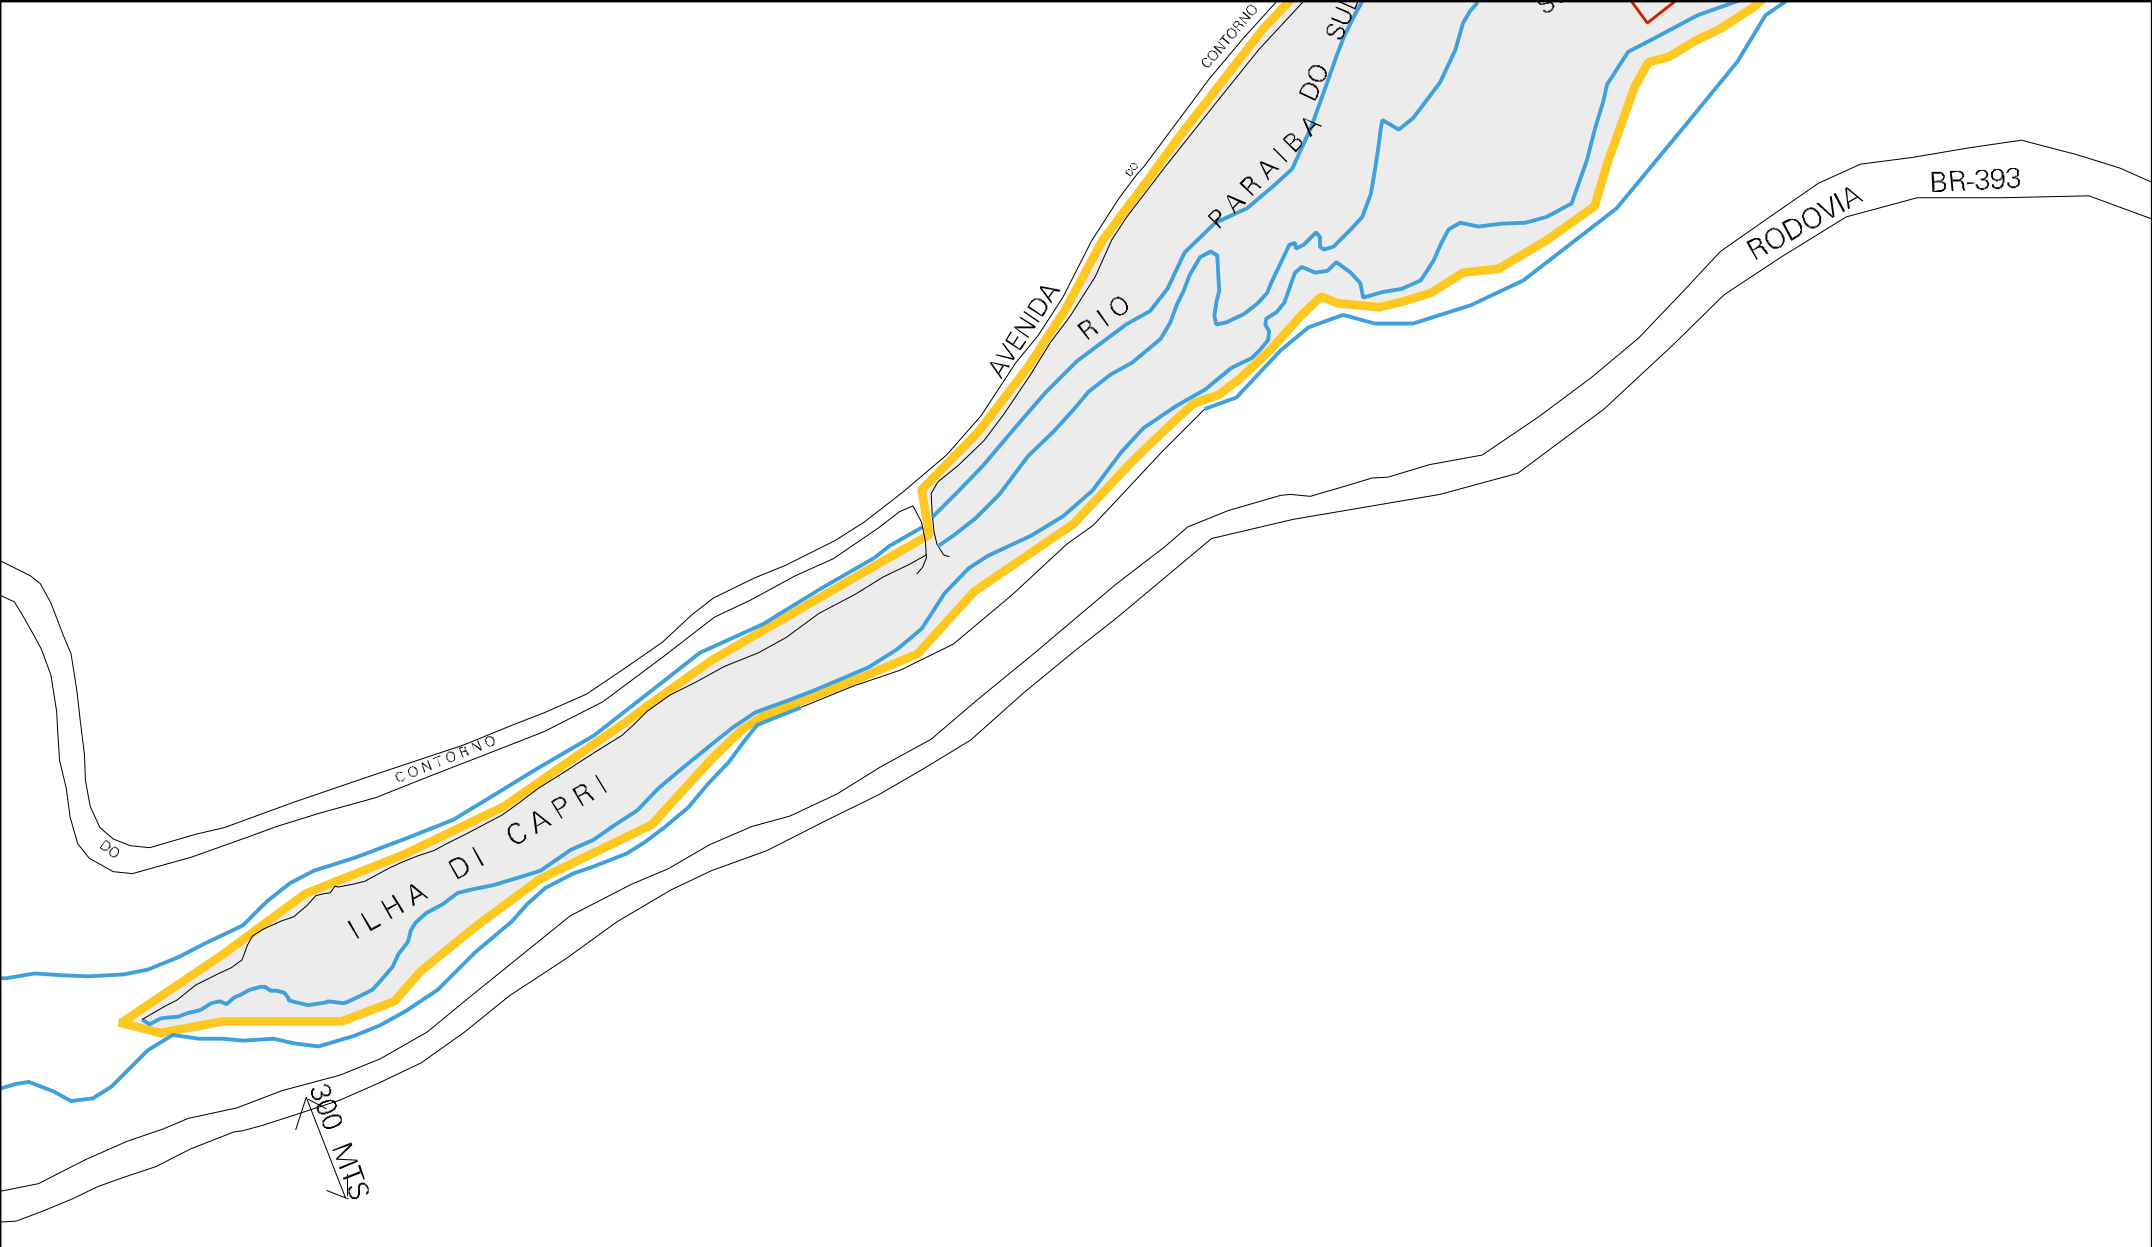 AVENIDA DO CONTORNO
RIO PARAIBA DO SUL
RODOVIA BR-393
DO CONTORNO
ILHA DI CAPRI
300 MTS